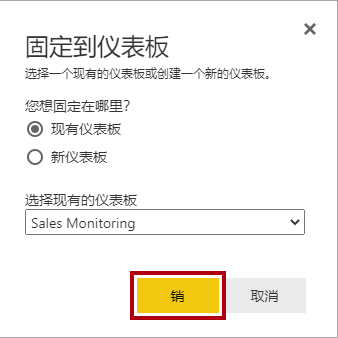 固定到仪表板
选择一个现有的仪表板或创建一个新的仪表板。
您想固定在哪里?
现有仪表板
新仪表板
选择现有的仪表板
Sales Monitoring
销
取消